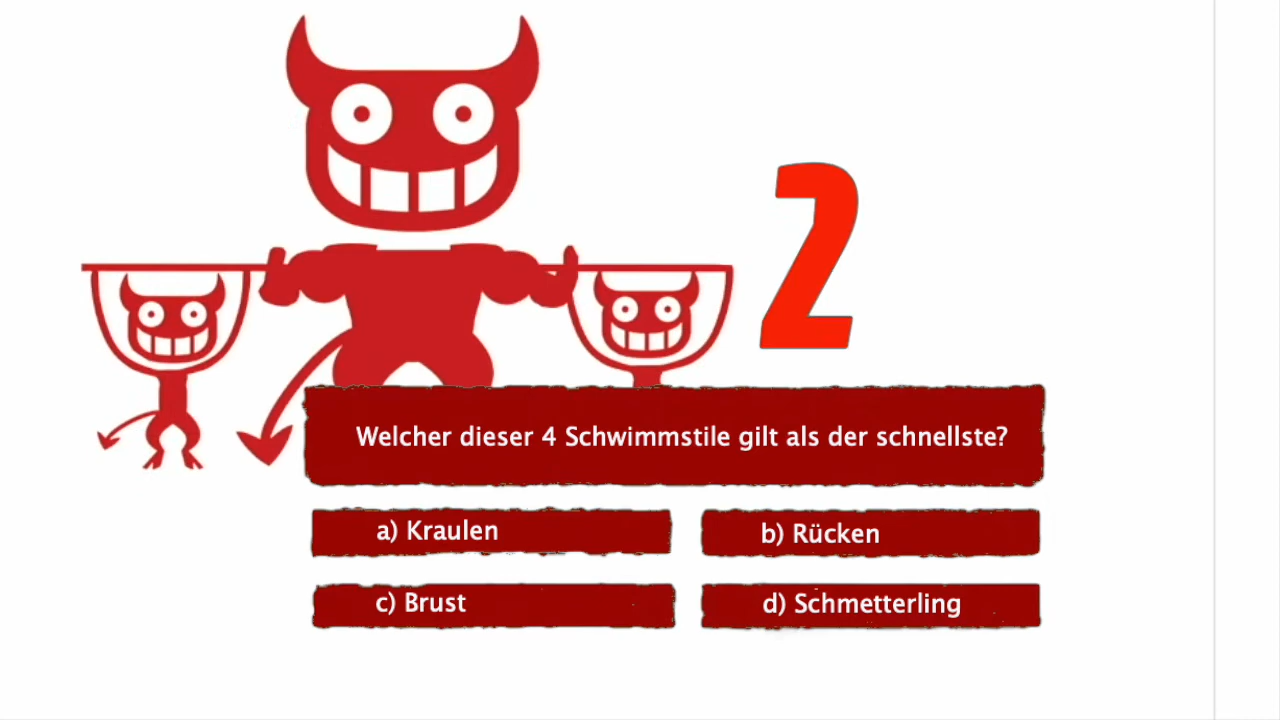 2
Welcher dieser 4 Schwimmstile gilt als der schnellste?
a) Kraulen
b) Rücken
c) Brust
d) Schmetterling